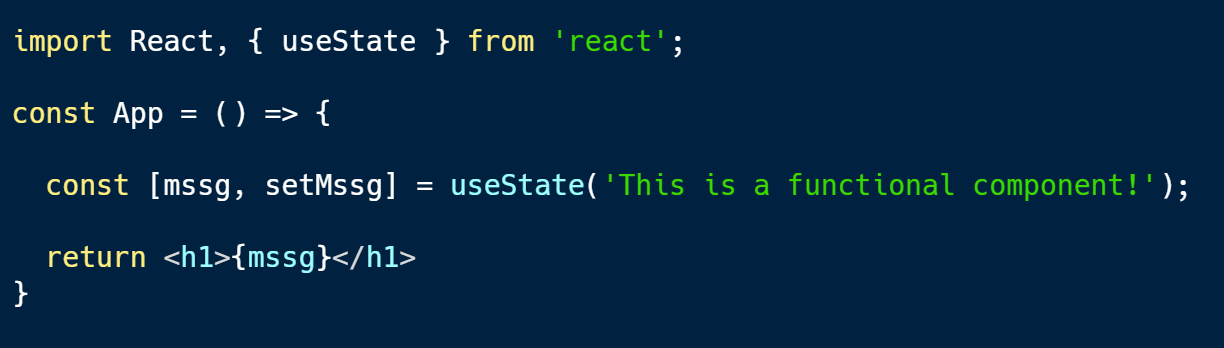 import React, { useState } from 'react';
const App = () => {
const [mssg, setMssg] = useState('This is a functional component!');
return <h1>{mssg}</h1>
}